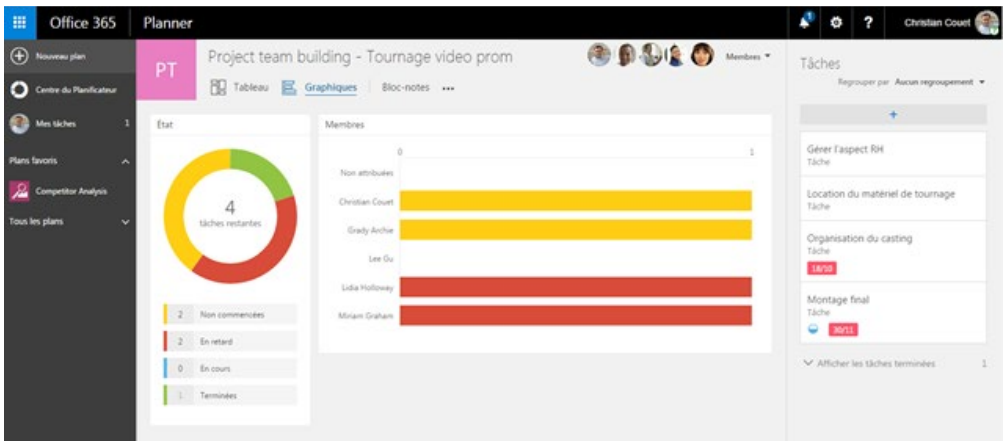 Office 365
Planner
1
?
Christian Couet
Nouveau plan
Centre du Planificateur
Mes tâches
1
Plans favoris
Competitor Analysis
Tous les plans
PT
Project team building - Tournage video prom
Membres
Tableau
Graphiques
Bloc-notes
...
État
4
tâches restantes
2 Non commencées
2 En retard
0 En cours
1 Terminées
Membres
0 1
Non attribuées
Christian Couet
Grady Archie
Lee Gu
Lidia Holloway
Miriam Graham
Tâches
Regrouper par Aucun regroupement
+
Gérer l'aspect RH
Tâche
Location du matériel de tournage
Tâche
Organisation du casting
Tâche
18/10
Montage final
Tâche
30/11
Afficher les tâches terminées 1